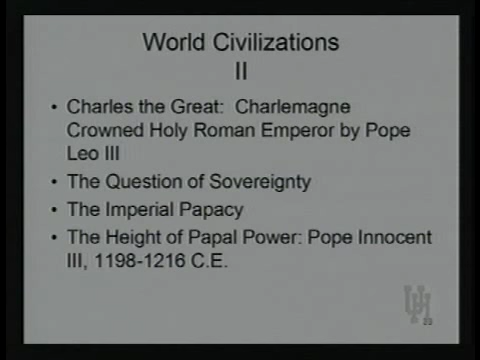 World Civilizations
II
• Charles the Great: Charlemagne
Crowned Holy Roman Emperor by Pope
Leo III
• The Question of Sovereignty
• The Imperial Papacy
• The Height of Papal Power: Pope Innocent
III, 1198-1216 C.E.
UH